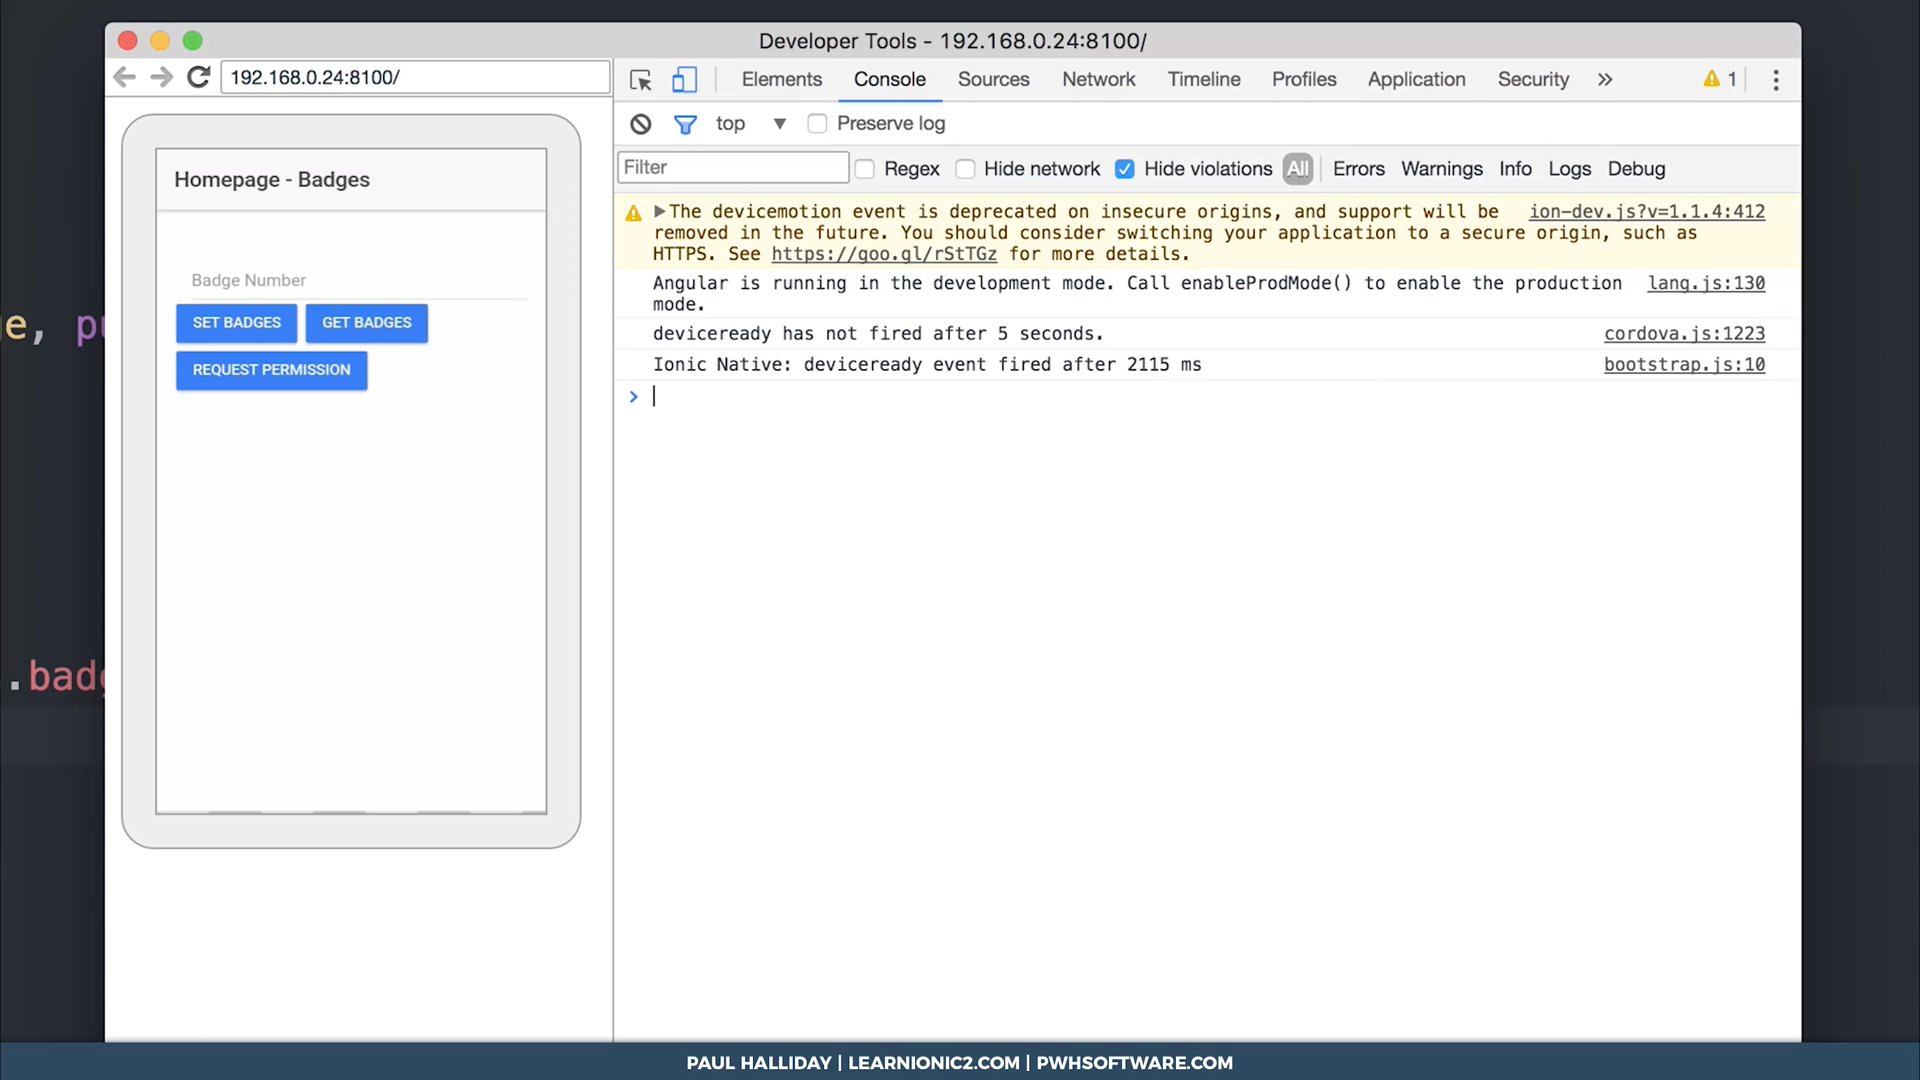 Developer Tools - 192.168.0.24:8100/
192.168.0.24:8100/
Elements Console Sources Network Timeline Profiles Application Security » 1
top Preserve log
Filter Regex Hide network Hide violations All Errors Warnings Info Logs Debug
Homepage - Badges
Badge Number
SET BADGES GET BADGES
REQUEST PERMISSION
The devicemotion event is deprecated on insecure origins, and support will be ion-dev.js?v=1.1.4:412
removed in the future. You should consider switching your application to a secure origin, such as
HTTPS. See https://goo.gl/rStTGz for more details.
Angular is running in the development mode. Call enableProdMode() to enable the production lang.js:130
mode.
deviceready has not fired after 5 seconds. cordova.js:1223
Ionic Native: deviceready event fired after 2115 ms bootstrap.js:10
>
e, pu
.badg
PAUL HALLIDAY | LEARNIONIC2.COM | PWHSOFTWARE.COM